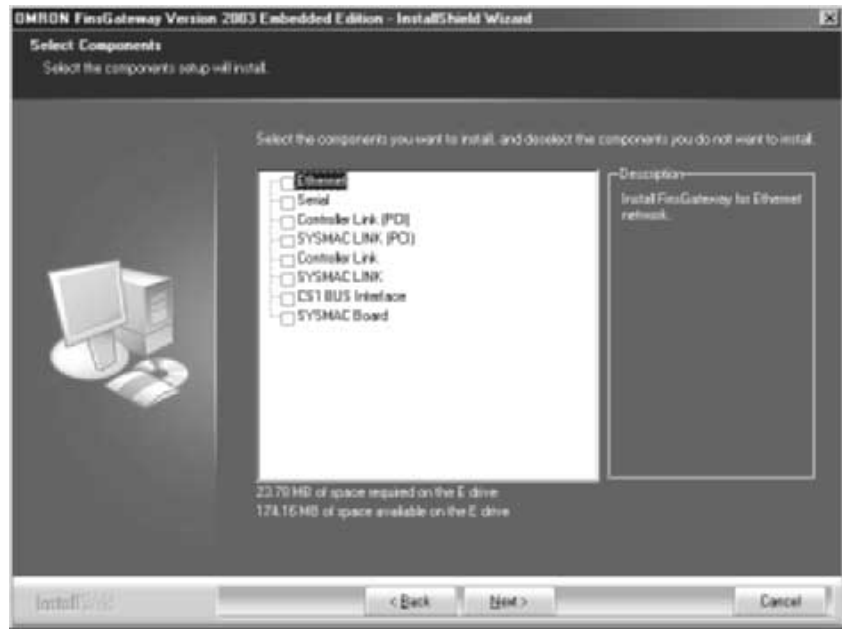 OMRON FinsGateway Version 2003 Embedded Edition - InstallShield Wizard
Select Components
Select the components setup will install.
Select the components you want to install, and deselect the components you do not want to install.
Ethernet
Serial
Controller Link (PCI)
SYSMAC LINK (PCI)
Controller Link
SYSMAC LINK
CS1 BUS Interface
SYSMAC Board
Description
Install FinsGateway for Ethernet
network.
23.79 MB of space required on the E drive
174.16 MB of space available on the E drive
InstallShield
< Back
Next >
Cancel